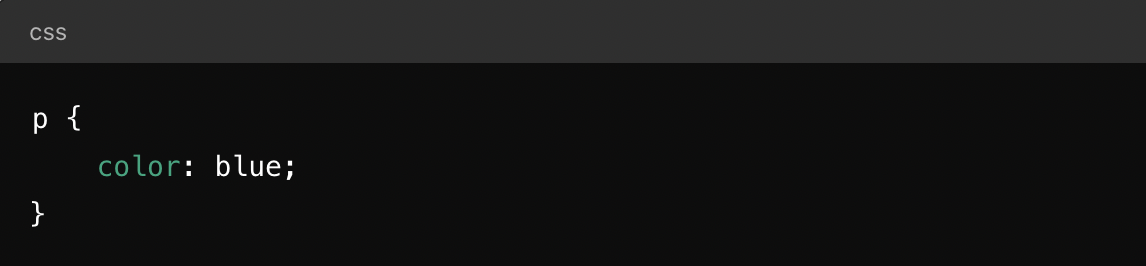 css
p {
    color: blue;
}